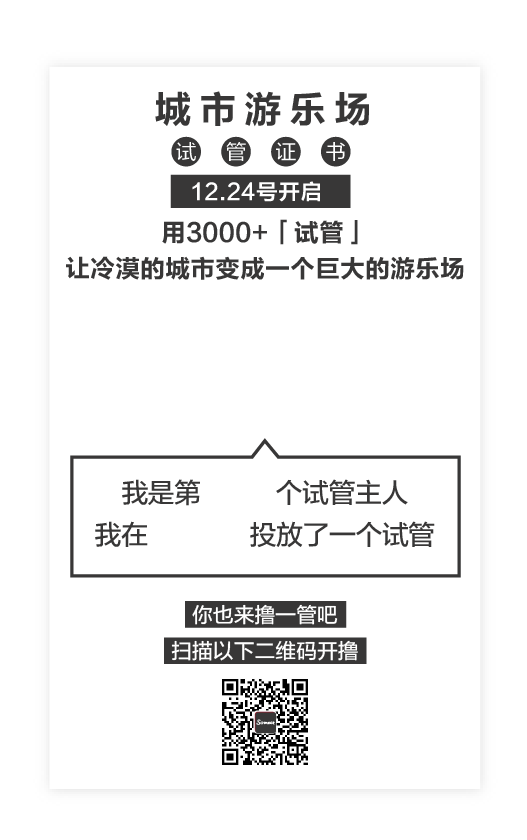 城市游乐场
试管证书
12.24号开启
用3000+「试管」
让冷漠的城市变成一个巨大的游乐场
我是第 个试管主人
我在 投放了一个试管
你也来撸一管吧
扫描以下二维码开撸